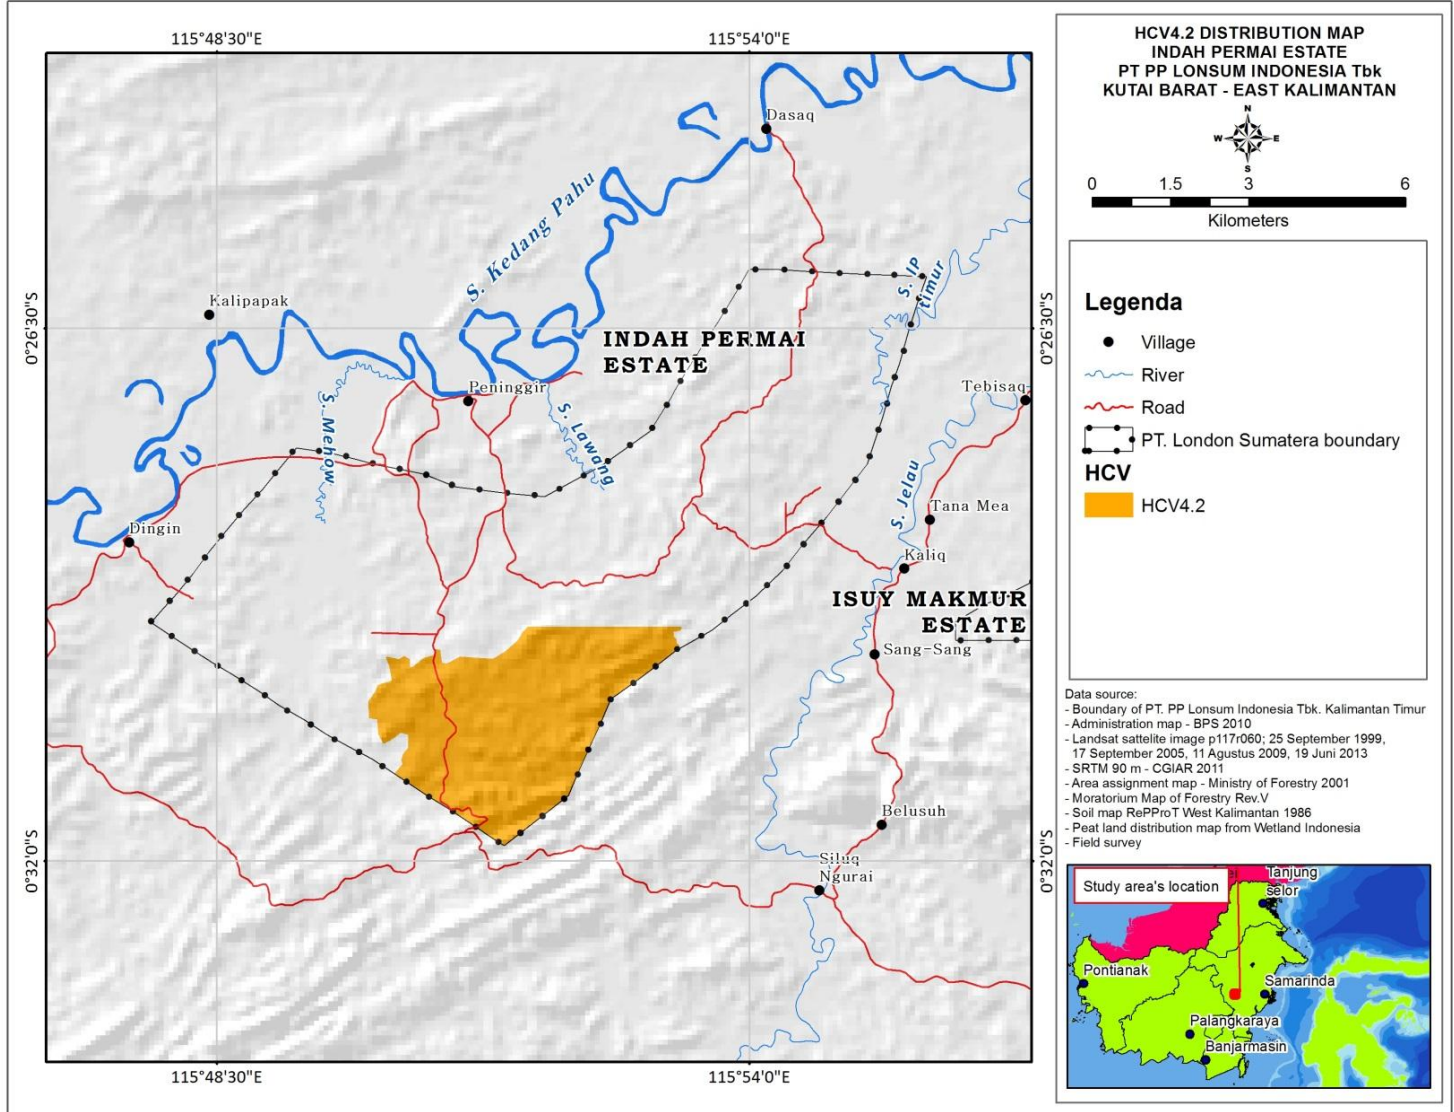 115°48'30"E
115°54'0"E
Dasaq
S. Kedang Pahu
S. IP
timur
Kalipapak
0°26'30"S
0°26'30"S
INDAH PERMAI
ESTATE
Peninggir
Tebisaq
S. Mehow
S. Lawang
S. Jelau
Tana Mea
Dingin
Kaliq
ISUY MAKMUR
ESTATE
Sang-Sang
Belusuh
0°32'0"S
0°32'0"S
Siluq
Ngurai
115°48'30"E
115°54'0"E
HCV4.2 DISTRIBUTION MAP
INDAH PERMAI ESTATE
PT PP LONSUM INDONESIA Tbk
KUTAI BARAT - EAST KALIMANTAN
N
W E
S
0 1.5 3 6
Kilometers
Legenda
Village
River
Road
PT. London Sumatera boundary
HCV
HCV4.2
Data source:
- Boundary of PT. PP Lonsum Indonesia Tbk. Kalimantan Timur
- Administration map - BPS 2010
- Landsat sattelite image p117r060; 25 September 1999,
17 September 2005, 11 Agustus 2009, 19 Juni 2013
- SRTM 90 m - CGIAR 2011
- Area assignment map - Ministry of Forestry 2001
- Moratorium Map of Forestry Rev.V
- Soil map RePProT West Kalimantan 1986
- Peat land distribution map from Wetland Indonesia
- Field survey
Study area's location
Tanjung
selor
Pontianak
Samarinda
Palangkaraya
Banjarmasin